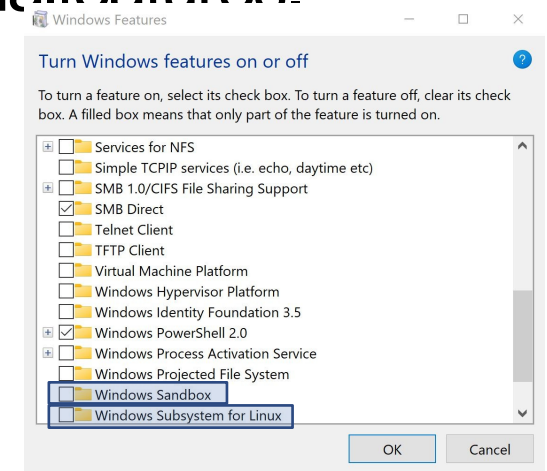 Windows Features
Turn Windows features on or off
?
To turn a feature on, select its check box. To turn a feature off, clear its check
box. A filled box means that only part of the feature is turned on.
Services for NFS
Simple TCPIP services (i.e. echo, daytime etc)
SMB 1.0/CIFS File Sharing Support
SMB Direct
Telnet Client
TFTP Client
Virtual Machine Platform
Windows Hypervisor Platform
Windows Identity Foundation 3.5
Windows PowerShell 2.0
Windows Process Activation Service
Windows Projected File System
Windows Sandbox
Windows Subsystem for Linux
OK
Cancel